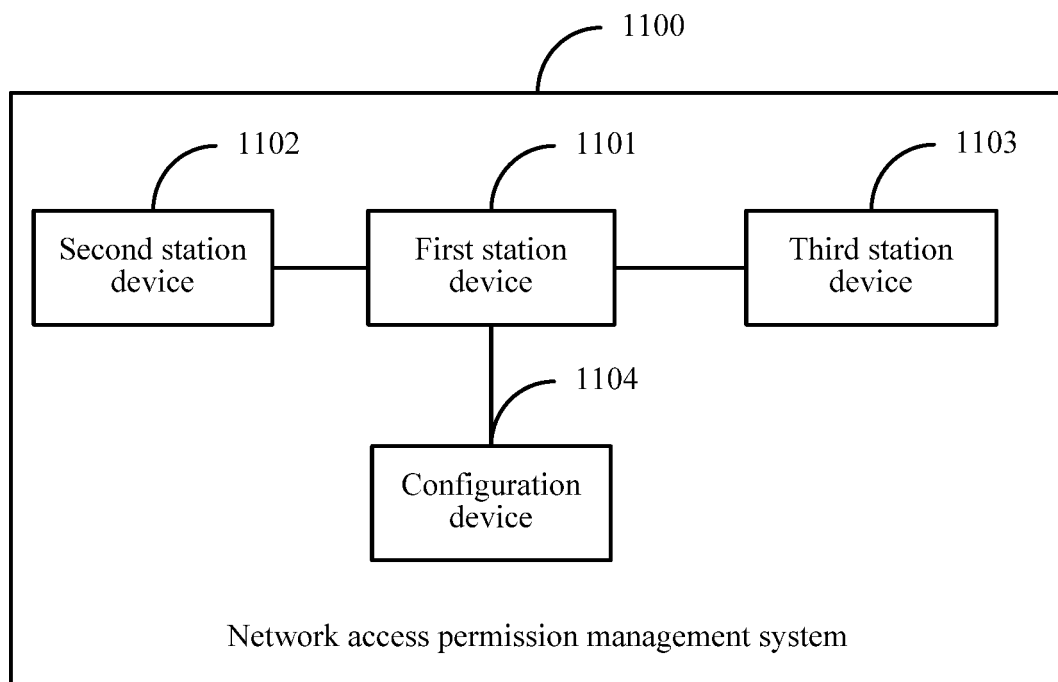 1100
1102
1101
1103
Second station
device
First station
device
Third station
device
1104
Configuration
device
Network access permission management system